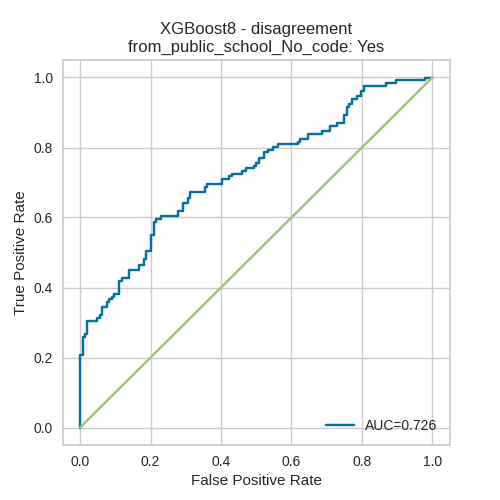 XGBoost8 - disagreement
from_public_school_No_code: Yes
True Positive Rate
1.0
0.8
0.6
0.4
0.2
0.0
AUC=0.726
0.0 0.2 0.4 0.6 0.8 1.0
False Positive Rate